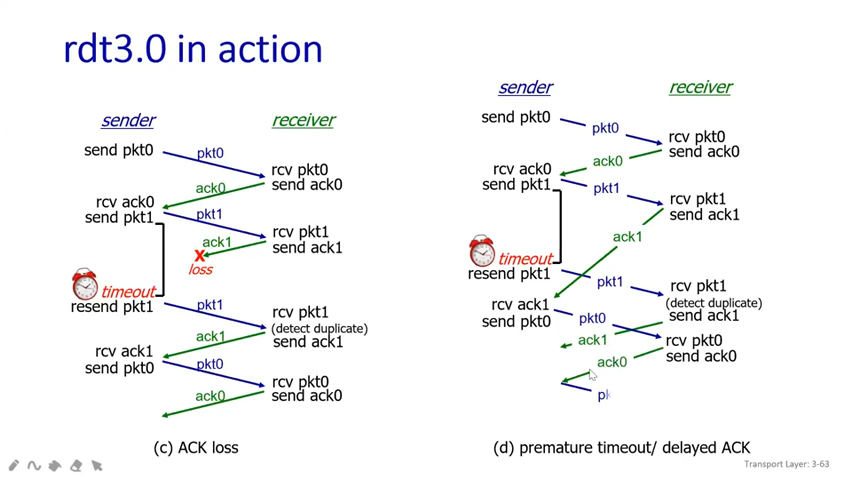 rdt3.0 in action
sender
receiver
send pkt0
pkt0
rcv pkt0
send ack0
ack0
rcv ack0
send pkt1
pkt1
rcv pkt1
send ack1
ack1
X
loss
timeout
resend pkt1
pkt1
rcv pkt1
(detect duplicate)
send ack1
ack1
rcv ack1
send pkt0
pkt0
rcv pkt0
send ack0
ack0
(c) ACK loss
sender
receiver
send pkt0
pkt0
rcv pkt0
send ack0
ack0
rcv ack0
send pkt1
pkt1
rcv pkt1
send ack1
ack1
timeout
resend pkt1
pkt1
rcv pkt1
(detect duplicate)
send ack1
rcv ack1
send pkt0
pkt0
ack1
rcv pkt0
send ack0
ack0
(d) premature timeout/ delayed ACK
Transport Layer: 3-63